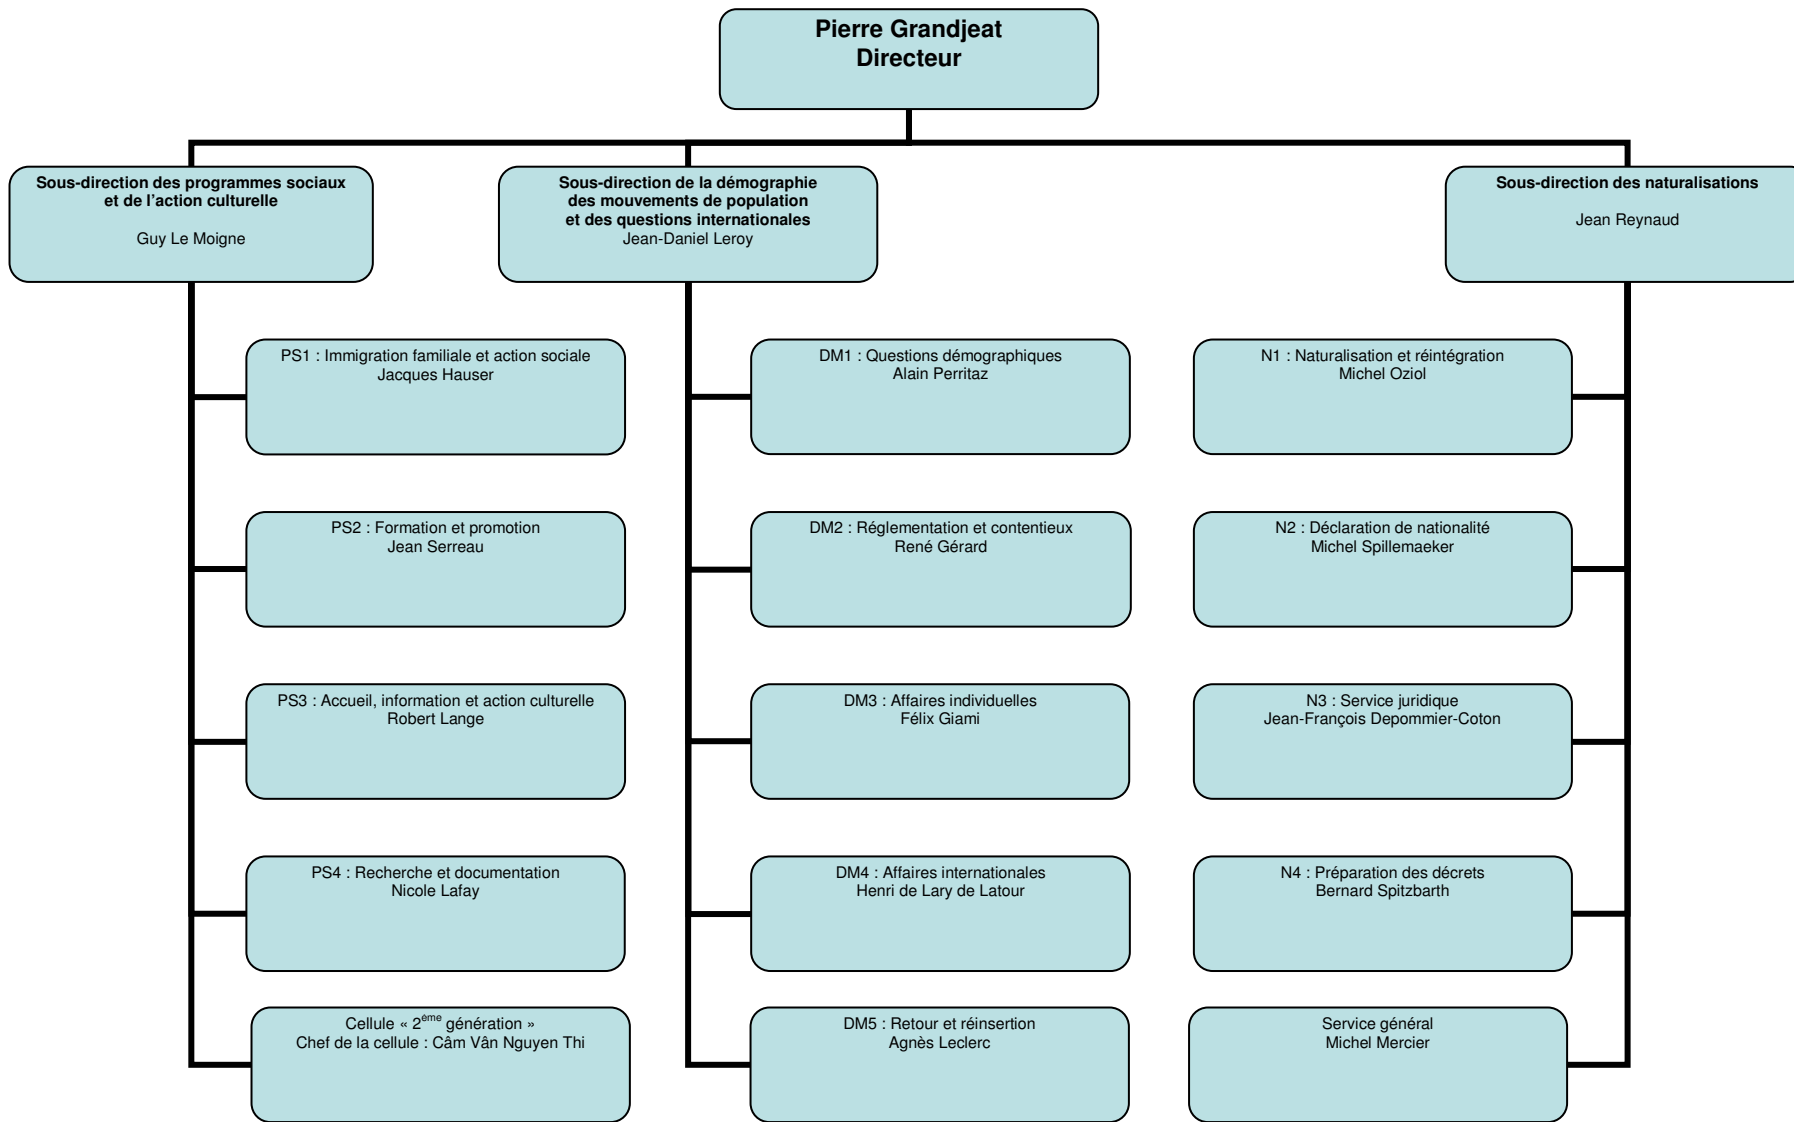 Pierre Grandjeat
Directeur
Sous-direction des programmes sociaux
et de l'action culturelle
Guy Le Moigne
Sous-direction de la démographie
des mouvements de population
et des questions internationales
Jean-Daniel Leroy
Sous-direction des naturalisations
Jean Reynaud
PS1 : Immigration familiale et action sociale
Jacques Hauser
DM1 : Questions démographiques
Alain Perritaz
N1 : Naturalisation et réintégration
Michel Oziol
PS2 : Formation et promotion
Jean Serreau
DM2 : Réglementation et contentieux
René Gérard
N2 : Déclaration de nationalité
Michel Spillemaeker
PS3 : Accueil, information et action culturelle
Robert Lange
DM3 : Affaires individuelles
Félix Giami
N3 : Service juridique
Jean-François Depommier-Coton
PS4 : Recherche et documentation
Nicole Lafay
DM4 : Affaires internationales
Henri de Lary de Latour
N4 : Préparation des décrets
Bernard Spitzbarth
Cellule « 2ème génération »
Chef de la cellule : Câm Vân Nguyen Thi
DM5 : Retour et réinsertion
Agnès Leclerc
Service général
Michel Mercier